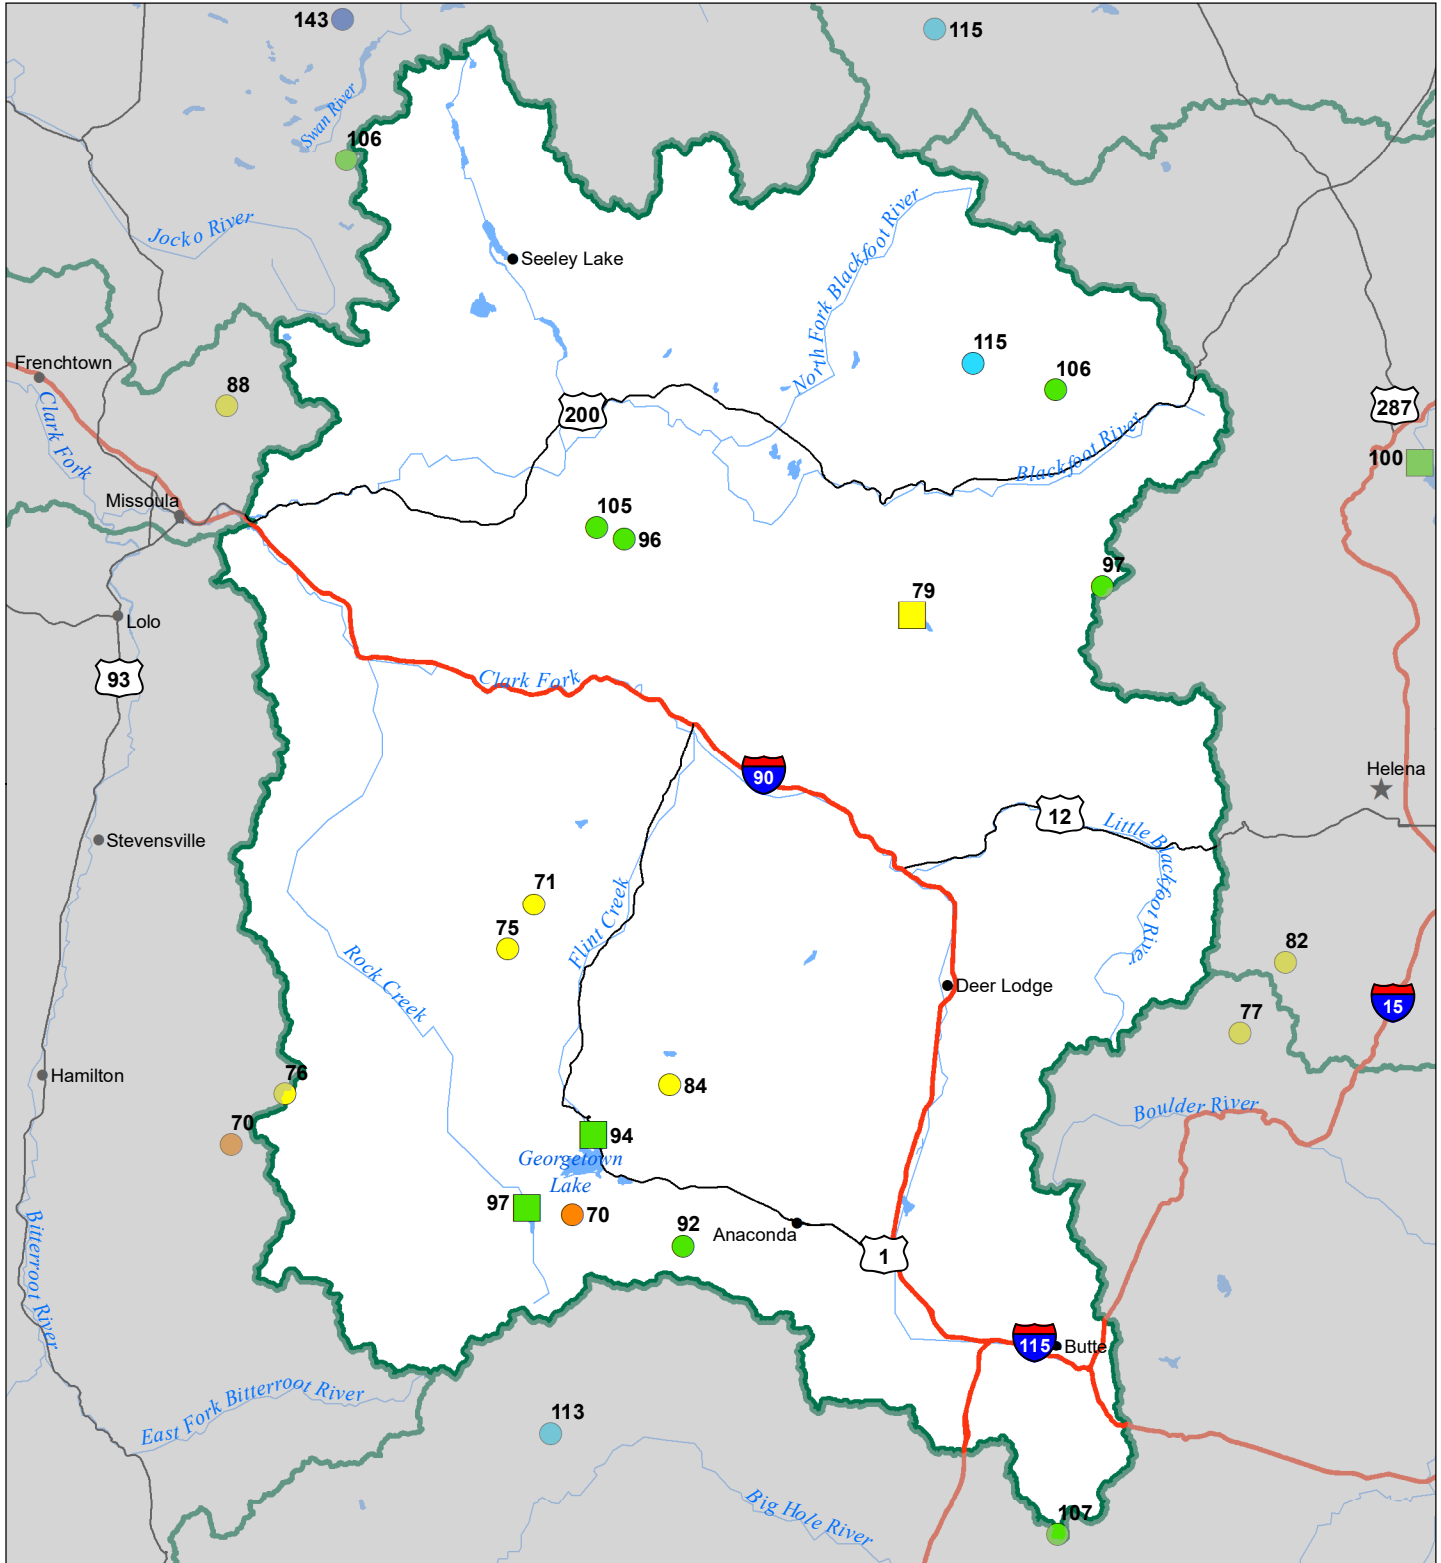 143
115
Swan River
106
Jocko River
Seeley Lake
North Fork Blackfoot River
Frenchtown
88
115
106
Clark Fork
200
287
Blackfoot River
100
Missoula
105
96
97
79
Lolo
93
Clark Fork
90
Helena
12
Little Blackfoot River
Stevensville
71
Flint Creek
75
82
Rock Creek
Deer Lodge
15
77
Hamilton
76
84
70
94
Boulder River
Georgetown
Lake
97
70
92
Anaconda
1
Bitterroot River
115
Butte
East Fork Bitterroot River
113
Big Hole River
107